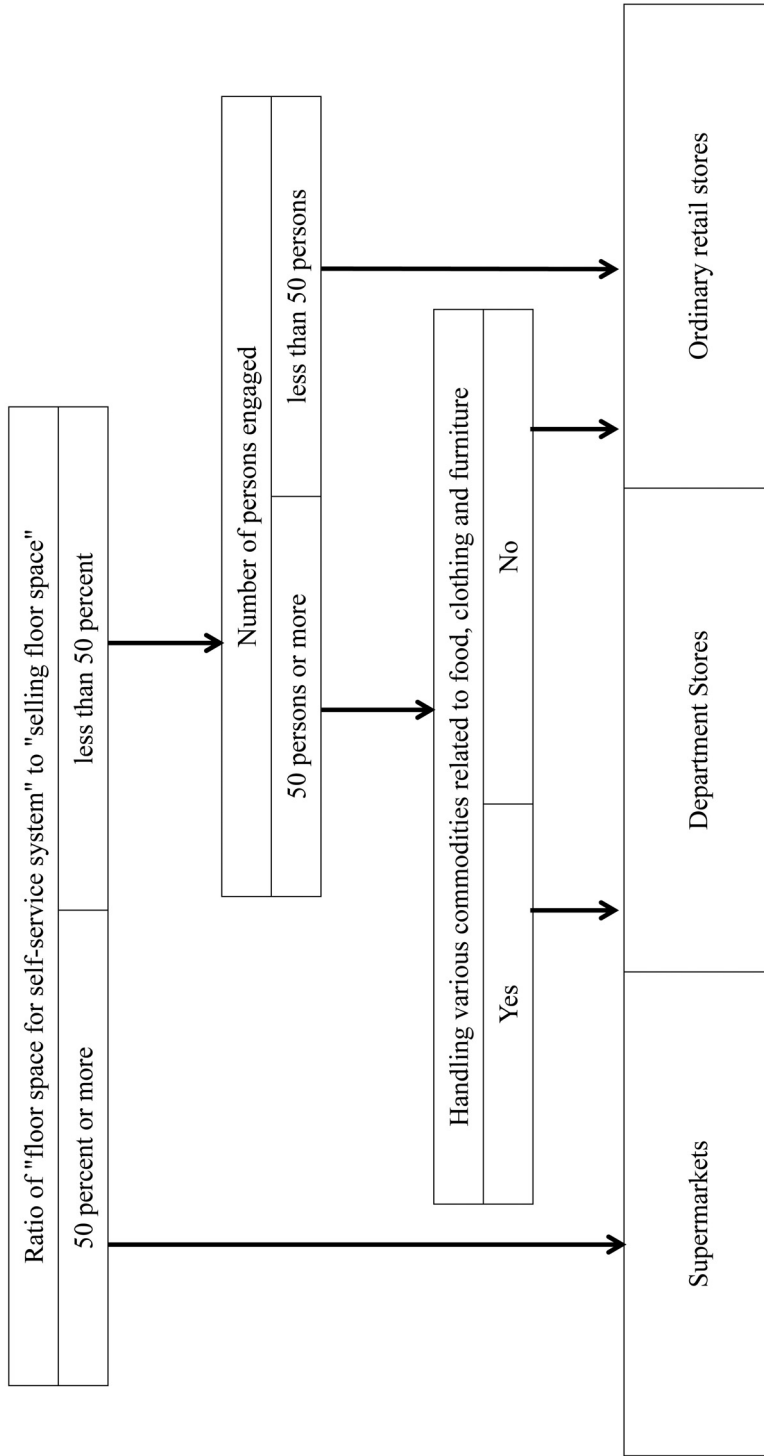 Ratio of "floor space for self-service system" to "selling floor space"
50 percent or more
less than 50 percent
Number of persons engaged
50 persons or more
less than 50 persons
Handling various commodities related to food, clothing and furniture
Yes
No
Supermarkets
Department Stores
Ordinary retail stores